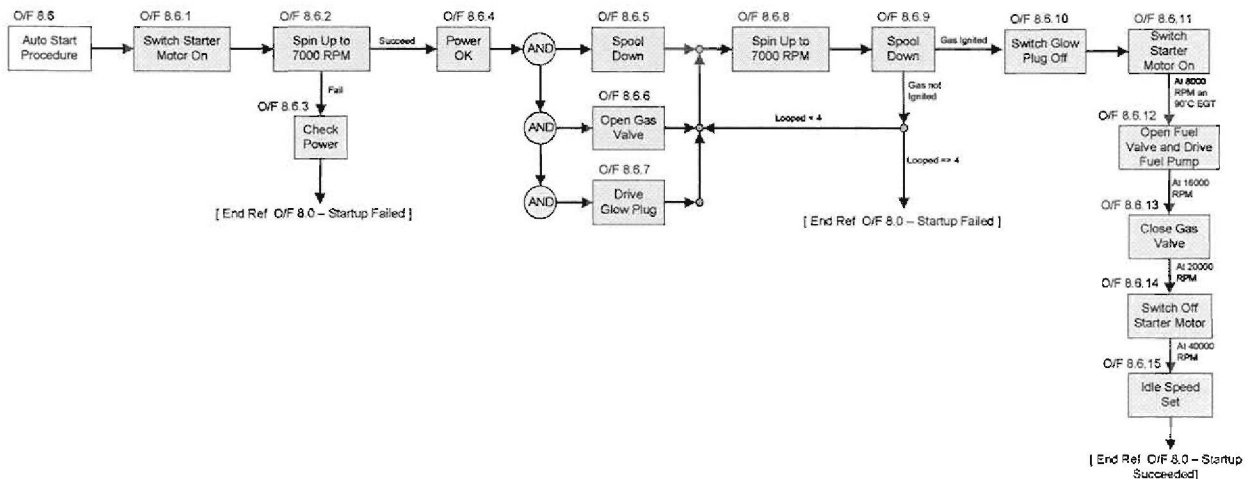 O/F 8.6
Auto Start
Procedure
O/F 8.6.1
Switch Starter
Motor On
O/F 8.6.2
Spin Up to
7000 RPM
Succeed
Fail
O/F 8.6.3
Check
Power
[ End Ref O/F 8.0 – Startup Failed ]
O/F 8.6.4
Power
OK
AND
AND
AND
O/F 8.6.5
Spool
Down
O/F 8.6.6
Open Gas
Valve
O/F 8.6.7
Drive
Glow Plug
O/F 8.6.8
Spin Up to
7000 RPM
O/F 8.6.9
Spool
Down
Gas Ignited
Gas not
Ignited
Looped < 4
Looped => 4
[ End Ref O/F 8.0 – Startup Failed ]
O/F 8.6.10
Switch Glow
Plug Off
O/F 8.6.11
Switch
Starter
Motor On
At 8000
RPM an
90°C EGT
O/F 8.6.12
Open Fuel
Valve and Drive
Fuel Pump
At 16000
RPM
O/F 8.6.13
Close Gas
Valve
At 20000
RPM
O/F 8.6.14
Switch Off
Starter Motor
At 40000
RPM
O/F 8.6.15
Idle Speed
Set
[ End Ref O/F 8.0 – Startup
Succeeded]